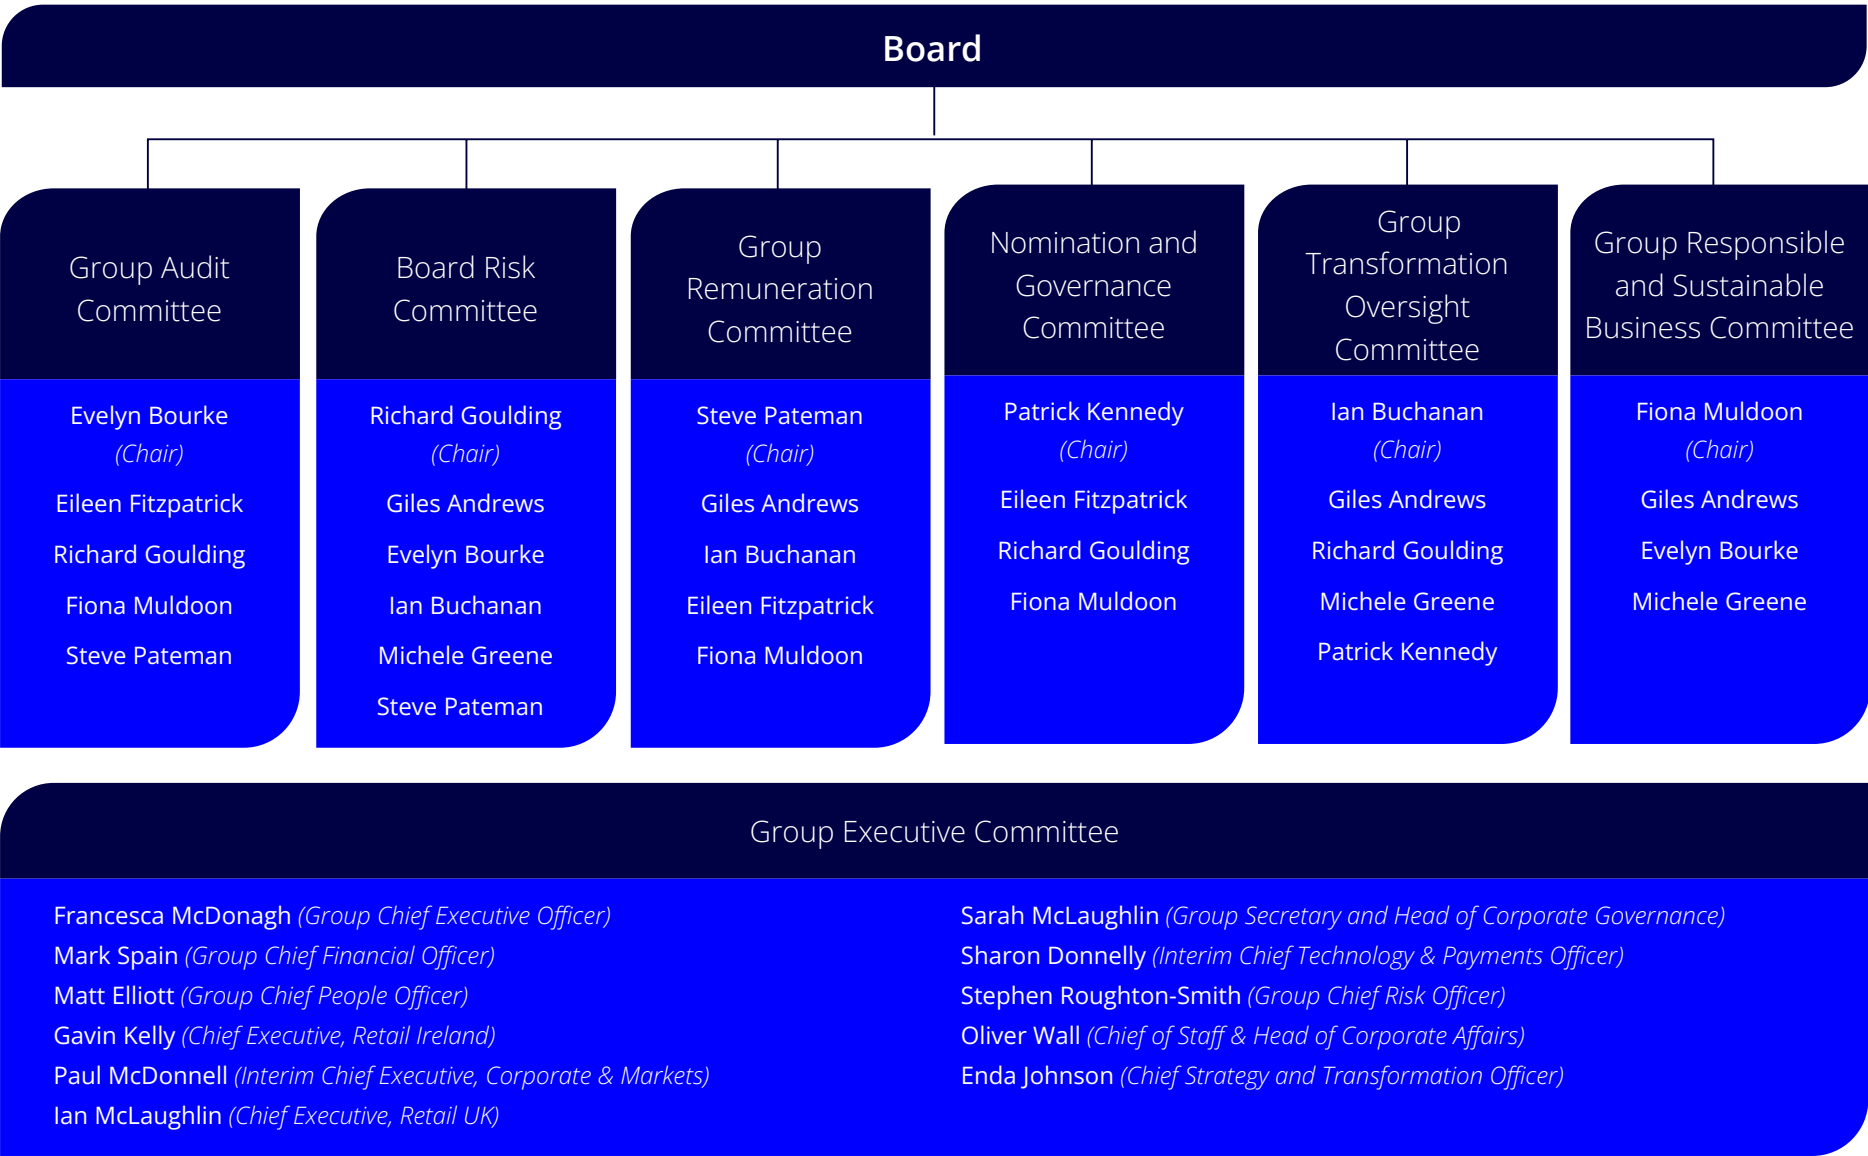 Board
Group Audit
Committee
Evelyn Bourke
(Chair)
Eileen Fitzpatrick
Richard Goulding
Fiona Muldoon
Steve Pateman
Board Risk
Committee
Richard Goulding
(Chair)
Giles Andrews
Evelyn Bourke
Ian Buchanan
Michele Greene
Steve Pateman
Group
Remuneration
Committee
Steve Pateman
(Chair)
Giles Andrews
Ian Buchanan
Eileen Fitzpatrick
Fiona Muldoon
Nomination and
Governance
Committee
Patrick Kennedy
(Chair)
Eileen Fitzpatrick
Richard Goulding
Fiona Muldoon
Group
Transformation
Oversight
Committee
Ian Buchanan
(Chair)
Giles Andrews
Richard Goulding
Michele Greene
Patrick Kennedy
Group Responsible
and Sustainable
Business Committee
Fiona Muldoon
(Chair)
Giles Andrews
Evelyn Bourke
Michele Greene
Group Executive Committee
Francesca McDonagh (Group Chief Executive Officer)
Mark Spain (Group Chief Financial Officer)
Matt Elliott (Group Chief People Officer)
Gavin Kelly (Chief Executive, Retail Ireland)
Paul McDonnell (Interim Chief Executive, Corporate & Markets)
Ian McLaughlin (Chief Executive, Retail UK)
Sarah McLaughlin (Group Secretary and Head of Corporate Governance)
Sharon Donnelly (Interim Chief Technology & Payments Officer)
Stephen Roughton-Smith (Group Chief Risk Officer)
Oliver Wall (Chief of Staff & Head of Corporate Affairs)
Enda Johnson (Chief Strategy and Transformation Officer)